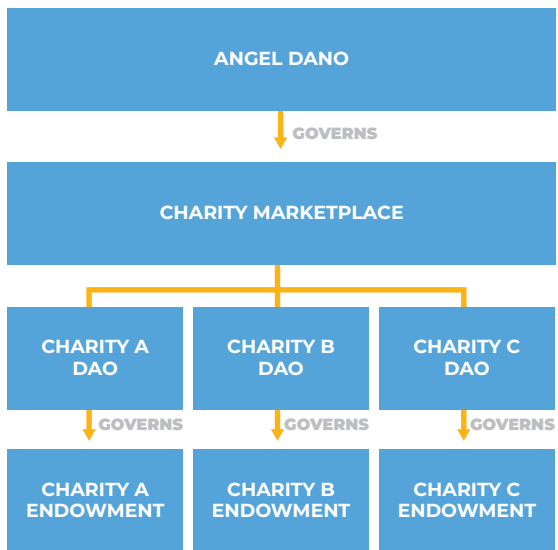 ANGEL DANO
GOVERNS
CHARITY MARKETPLACE
CHARITY A
DAO
CHARITY B
DAO
CHARITY C
DAO
GOVERNS
GOVERNS
GOVERNS
CHARITY A
ENDOWMENT
CHARITY B
ENDOWMENT
CHARITY C
ENDOWMENT